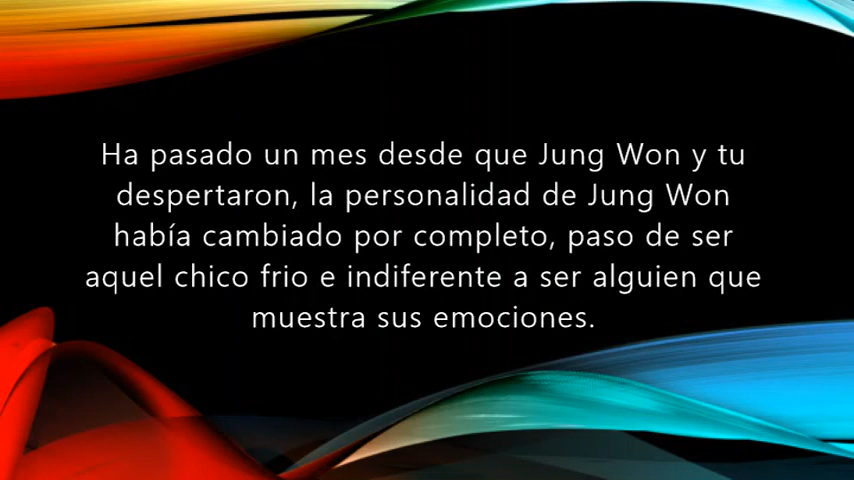 Ha pasado un mes desde que Jung Won y tu
despertaron, la personalidad de Jung Won
había cambiado por completo, paso de ser
aquel chico frio e indiferente a ser alguien que
muestra sus emociones.